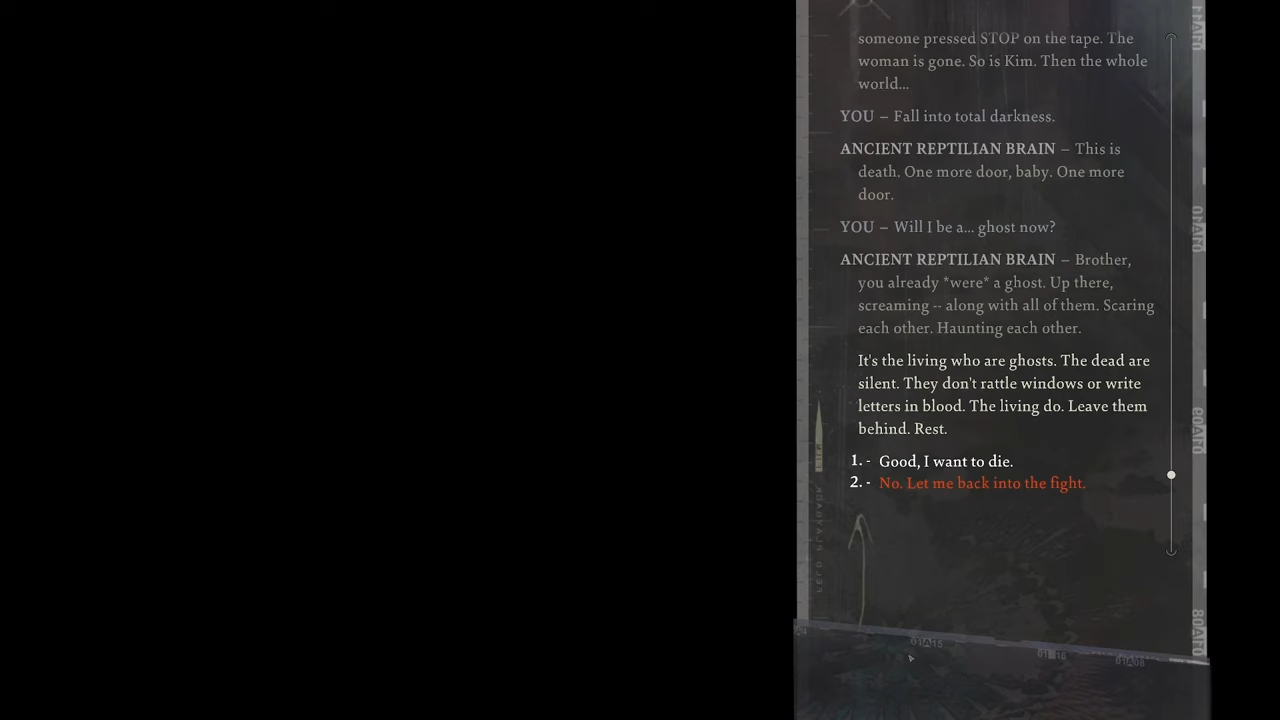 someone pressed STOP on the tape. The
woman is gone. So is Kim. Then the whole
world...
YOU – Fall into total darkness.
ANCIENT REPTILIAN BRAIN – This is
death. One more door, baby. One more
door.
YOU – Will I be a... ghost now?
ANCIENT REPTILIAN BRAIN – Brother,
you already *were* a ghost. Up there,
screaming -- along with all of them. Scaring
each other. Haunting each other.
It's the living who are ghosts. The dead are
silent. They don't rattle windows or write
letters in blood. The living do. Leave them
behind. Rest.
1. - Good, I want to die.
2. - No. Let me back into the fight.